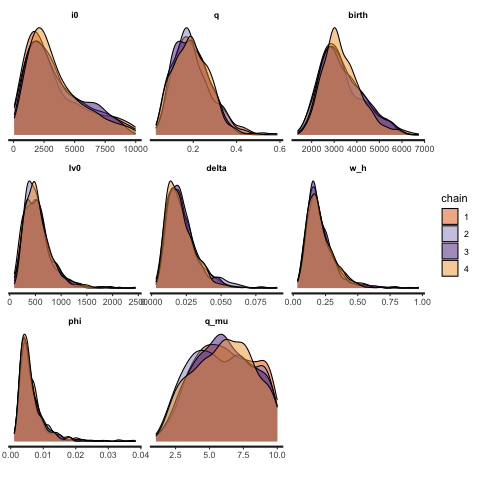 i0 q birth
0 2500 5000 7500 10000 0.2 0.4 0.6 2000 3000 4000 5000 6000 7000
lv0 delta w_h
0 500 1000 1500 2000 2500 0.000 0.025 0.050 0.075 0.00 0.25 0.50 0.75 1.00
phi q_mu
0.00 0.01 0.02 0.03 0.04 2.5 5.0 7.5 10.0
chain
1
2
3
4